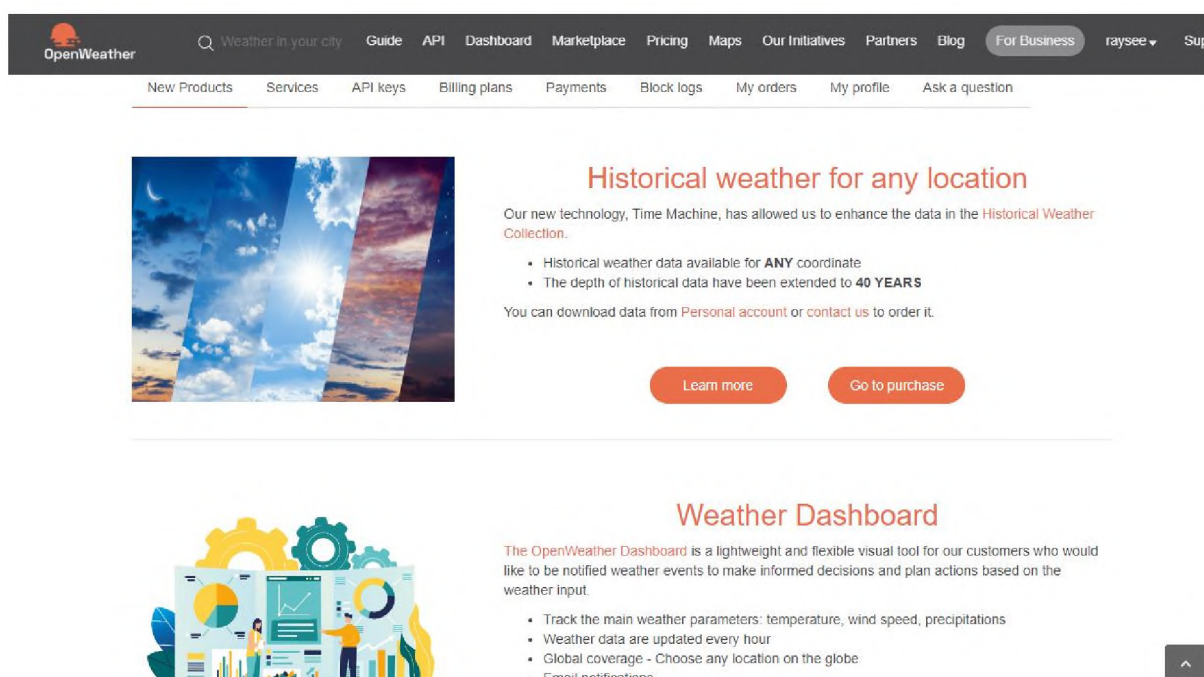 OpenWeather
Weather in your city
Guide API Dashboard Marketplace Pricing Maps Our Initiatives Partners Blog For Business raysee Sup
New Products Services API keys Billing plans Payments Block logs My orders My profile Ask a question
Historical weather for any location
Our new technology, Time Machine, has allowed us to enhance the data in the Historical Weather
Collection.
• Historical weather data available for ANY coordinate
• The depth of historical data have been extended to 40 YEARS
You can download data from Personal account or contact us to order it.
Learn more Go to purchase
Weather Dashboard
The OpenWeather Dashboard is a lightweight and flexible visual tool for our customers who would
like to be notified weather events to make informed decisions and plan actions based on the
weather input.
• Track the main weather parameters: temperature, wind speed, precipitations
• Weather data are updated every hour
• Global coverage - Choose any location on the globe
• Email notifications